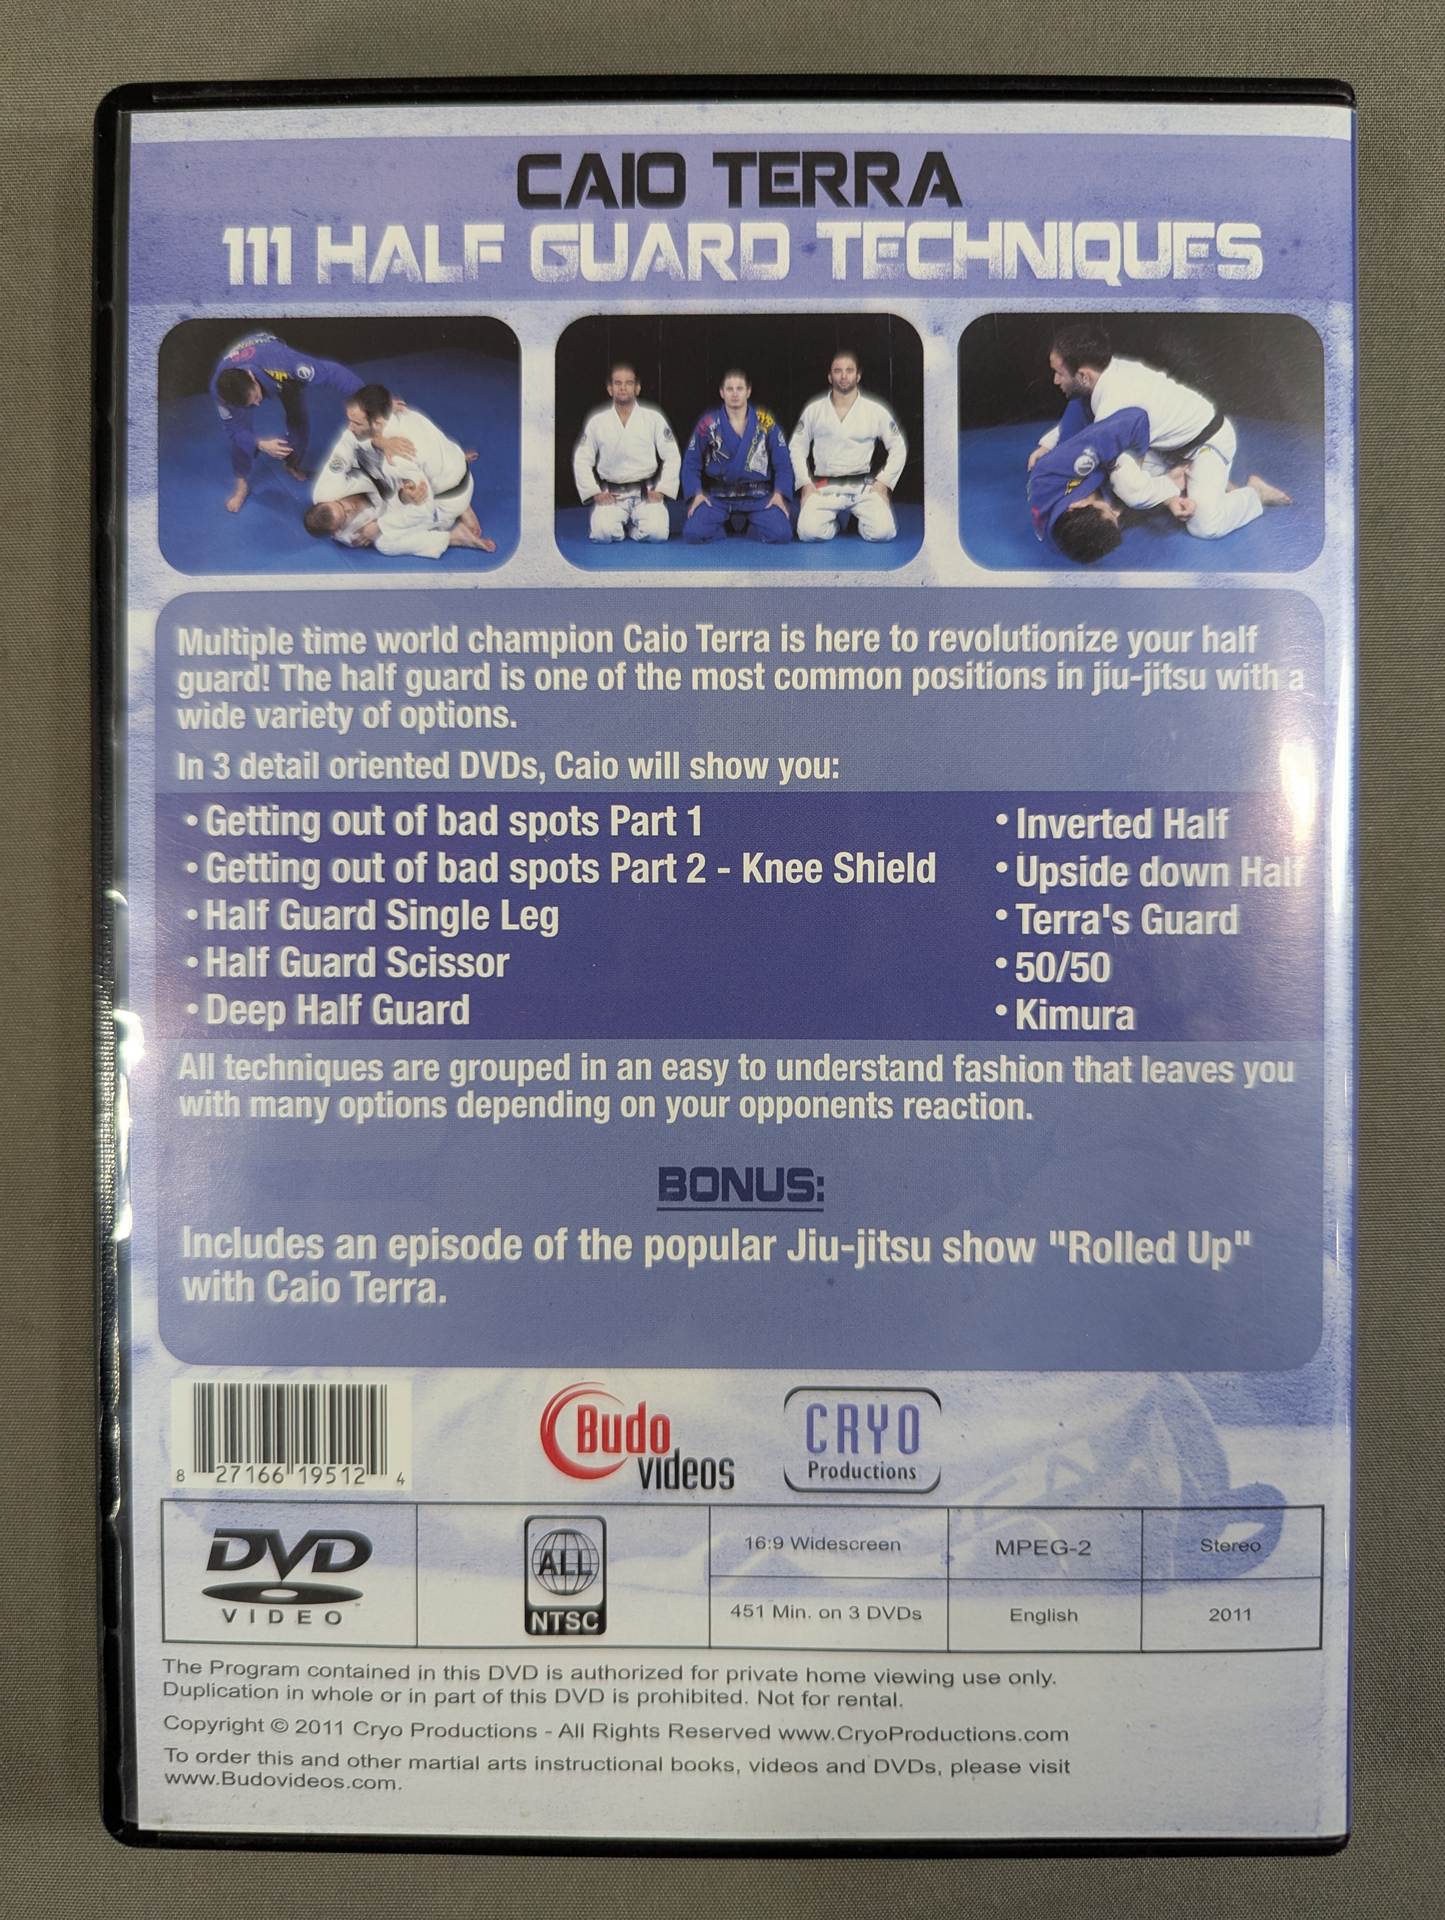 CAIO TERRA
111 HALF GUARD TECHNIQUES
Multiple time world champion Caio Terra is here to revolutionize your half
guard! The half guard is one of the most common positions in jiu-jitsu with a
wide variety of options.
In 3 detail oriented DVDs, Caio will show you:
• Getting out of bad spots Part 1
• Getting out of bad spots Part 2 - Knee Shield
• Half Guard Single Leg
• Half Guard Scissor
• Deep Half Guard
• Inverted Half
• Upside down Half
• Terra's Guard
• 50/50
• Kimura
All techniques are grouped in an easy to understand fashion that leaves you
with many options depending on your opponents reaction.
BONUS:
Includes an episode of the popular Jiu-jitsu show "Rolled Up"
with Caio Terra.
8 27166 19512 4
Budo
videos
CRYO
Productions
DVD
VIDEO
ALL
NTSC
16:9 Widescreen
MPEG-2
Stereo
451 Min. on 3 DVDs
English
2011
The Program contained in this DVD is authorized for private home viewing use only.
Duplication in whole or in part of this DVD is prohibited. Not for rental.
Copyright © 2011 Cryo Productions - All Rights Reserved www.CryoProductions.com
To order this and other martial arts instructional books, videos and DVDs, please visit
www.Budovideos.com.